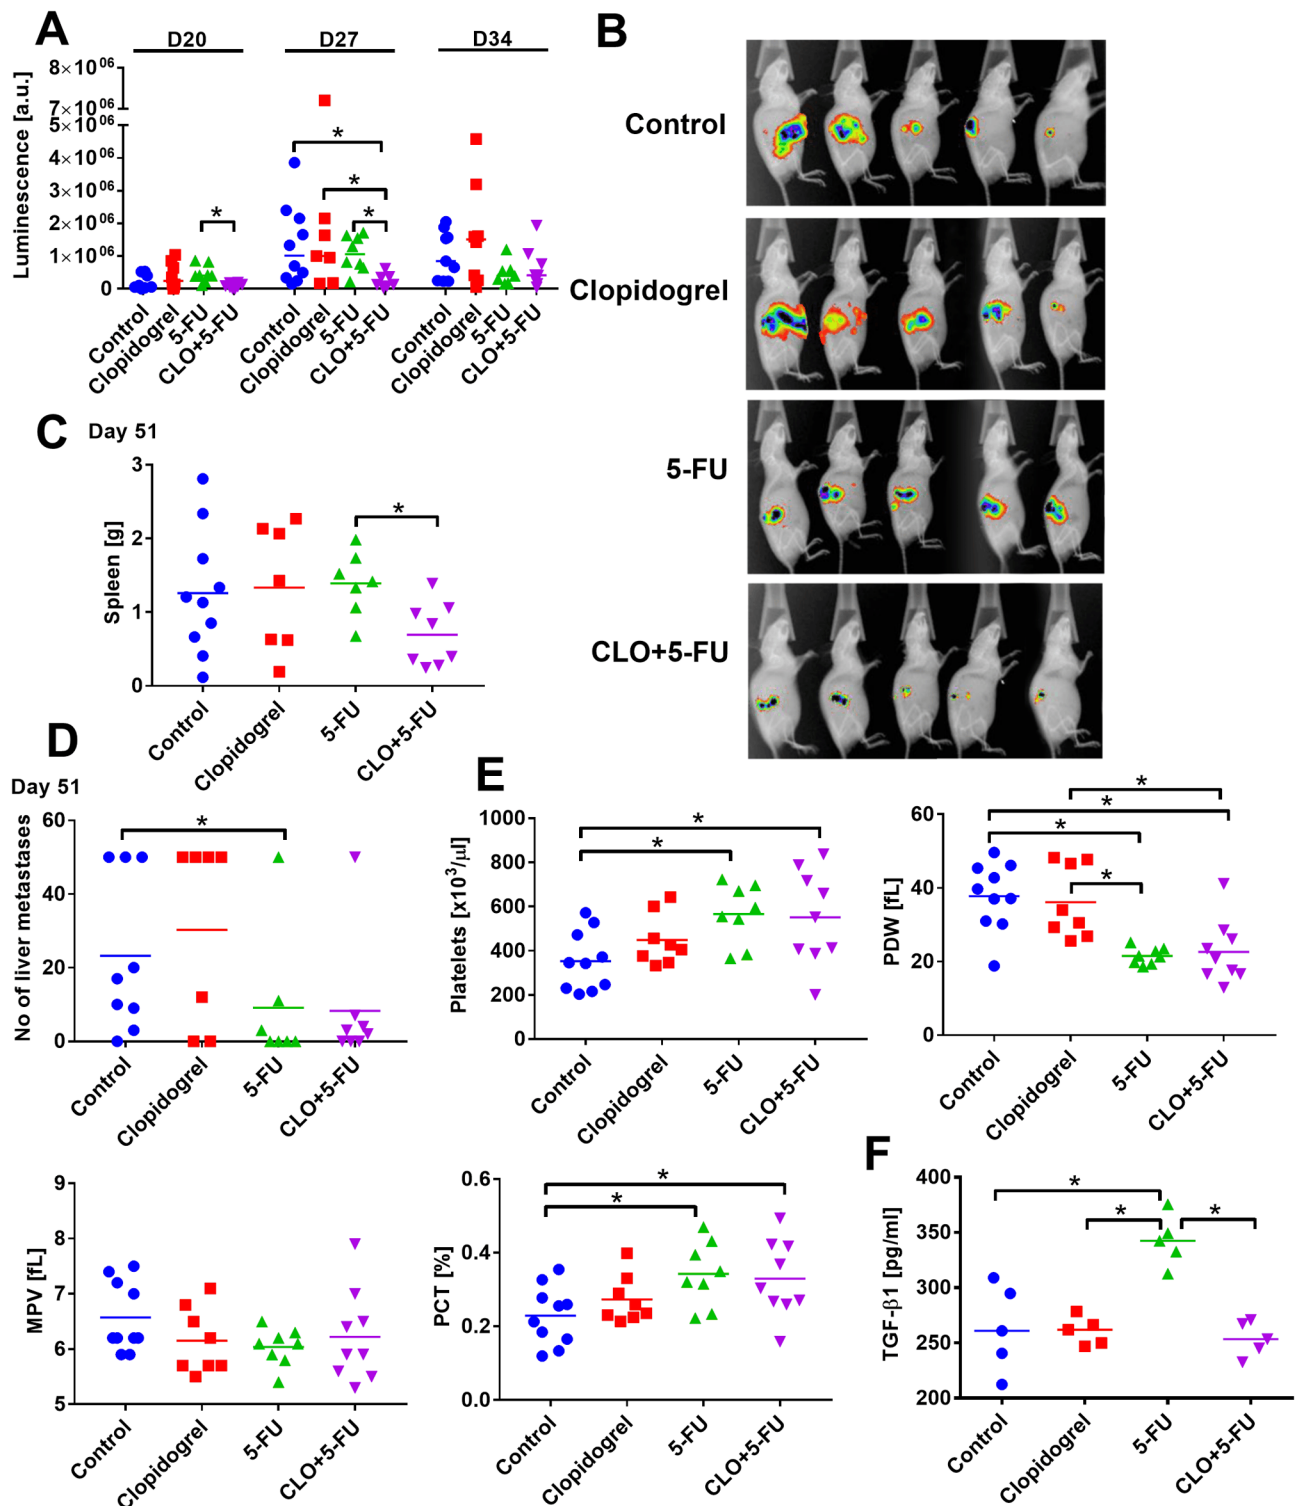 A
D20 D27 D34
Luminescence [a.u.]
8×10⁰⁶
7×10⁰⁶
5×10⁰⁶
4×10⁰⁶
3×10⁰⁶
2×10⁰⁶
1×10⁰⁶
0
* * * *
Control Clopidogrel 5-FU CLO+5-FU Control Clopidogrel 5-FU CLO+5-FU Control Clopidogrel 5-FU CLO+5-FU
B
Control
Clopidogrel
5-FU
CLO+5-FU
C Day 51
Spleen [g]
3
2
1
0
*
Control Clopidogrel 5-FU CLO+5-FU
D
Day 51
No of liver metastases
60
40
20
0
*
Control Clopidogrel 5-FU CLO+5-FU
E
Platelets [x10³/µl]
1000
800
600
400
200
0
* *
Control Clopidogrel 5-FU CLO+5-FU
PDW [fL]
60
40
20
0
* * * *
Control Clopidogrel 5-FU CLO+5-FU
MPV [fL]
9
8
7
6
5
Control Clopidogrel 5-FU CLO+5-FU
PCT [%]
0.6
0.4
0.2
0.0
* *
Control Clopidogrel 5-FU CLO+5-FU
F
TGF-β1 [pg/ml]
400
350
300
250
200
* * *
Control Clopidogrel 5-FU CLO+5-FU